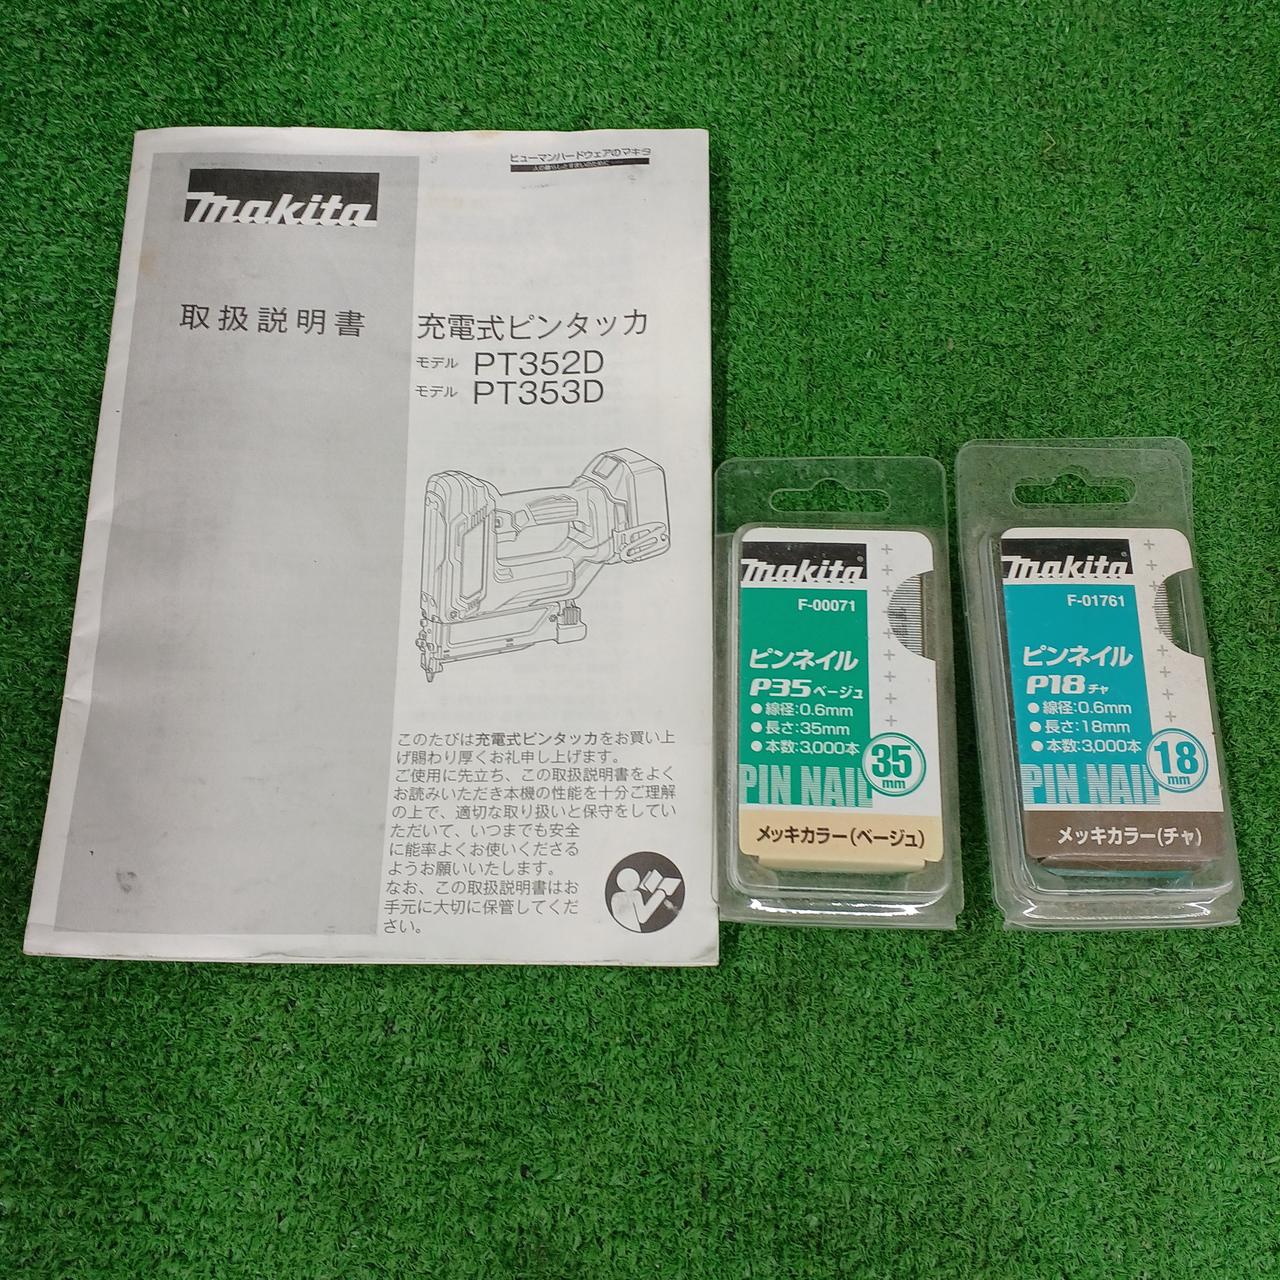 makita
ヒューマンハードウェアのマキタ
人の暮らしと住まいのために
取扱説明書
充電式ピンタッカ
モデル PT352D
モデル PT353D
このたびは充電式ピンタッカをお買い上
げ賜わり厚くお礼申し上げます。
ご使用に先立ち、この取扱説明書をよく
お読みいただき本機の性能を十分ご理解
の上で、適切な取り扱いと保守をしてい
ただいて、いつまでも安全
に能率よくお使いくださる
ようお願いいたします。
なお、この取扱説明書はお
手元に大切に保管してくだ
さい。
makita
F-00071
ピンネイル
P35 ベージュ
●線径:0.6mm
●長さ:35mm
●本数:3,000本
35
mm
PIN NAIL
メッキカラー(ベージュ)
makita
F-01761
ピンネイル
P18 チャ
●線径:0.6mm
●長さ:18mm
●本数:3,000本
18
mm
PIN NAIL
メッキカラー(チャ)